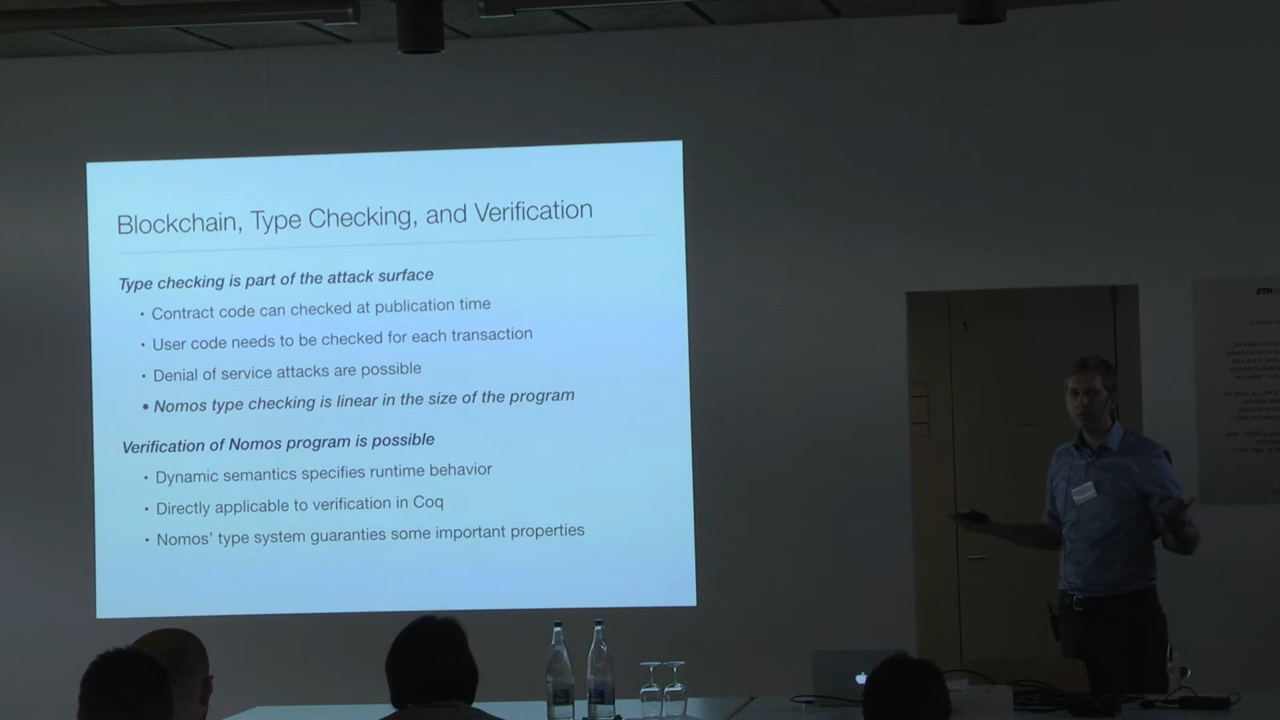 Blockchain, Type Checking, and Verification
Type checking is part of the attack surface
• Contract code can checked at publication time
• User code needs to be checked for each transaction
• Denial of service attacks are possible
• Nomos type checking is linear in the size of the program
Verification of Nomos program is possible
• Dynamic semantics specifies runtime behavior
• Directly applicable to verification in Coq
• Nomos' type system guaranties some important properties
1
ETH